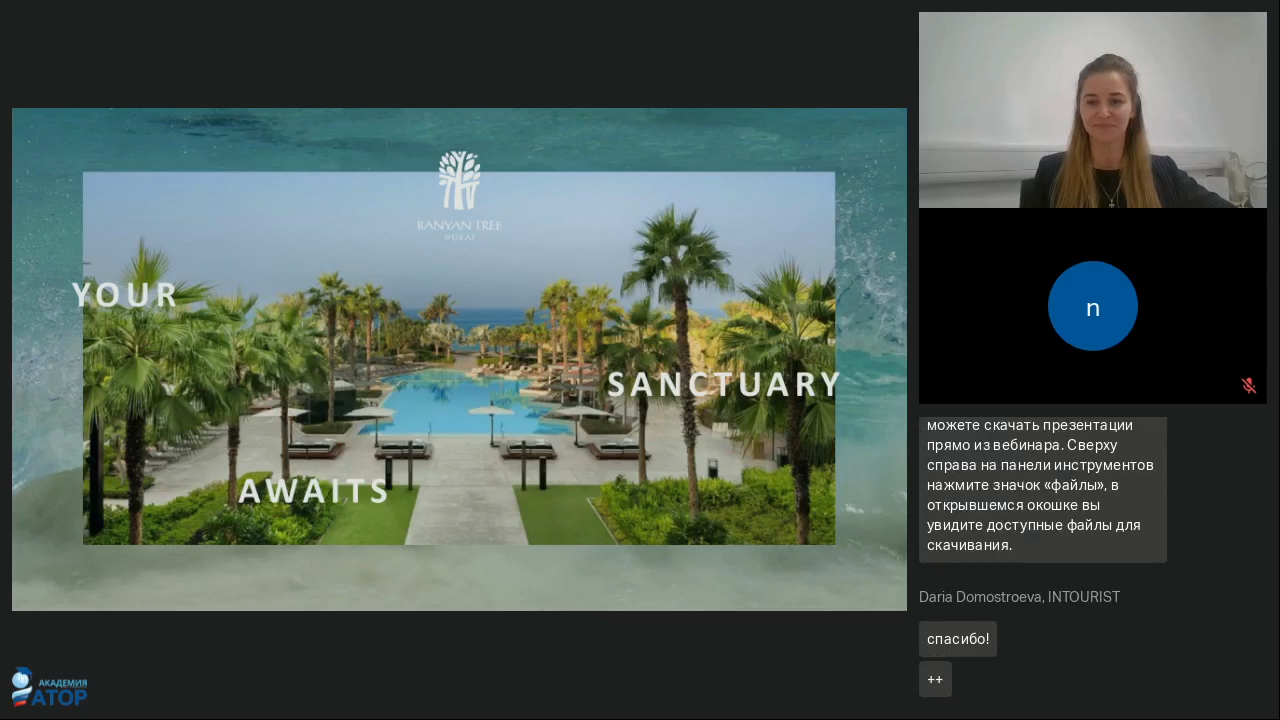 BANYAN TREE
DUBAI
YOUR
SANCTUARY
AWAITS
n
можете скачать презентации
прямо из вебинара. Сверху
справа на панели инструментов
нажмите значок «файлы», в
открывшемся окошке вы
увидите доступные файлы для
скачивания.
Daria Domostroeva, INTOURIST
спасибо!
++
АКАДЕМИЯ
АТОР